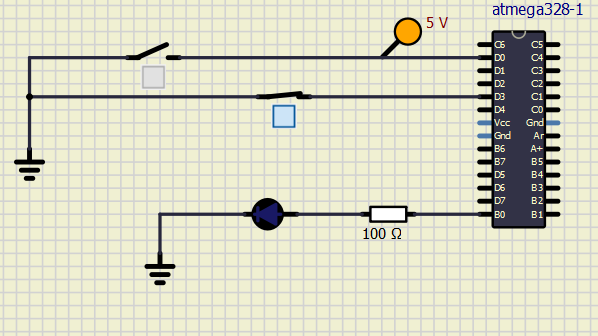 atmega328-1
5 V
C6 C5
D0 C4
D1 C3
D2 C2
D3 C1
D4 C0
Vcc Gnd
Gnd Ar
B6 A+
B7 B5
D5 B4
D6 B3
D7 B2
B0 B1
100 Ω